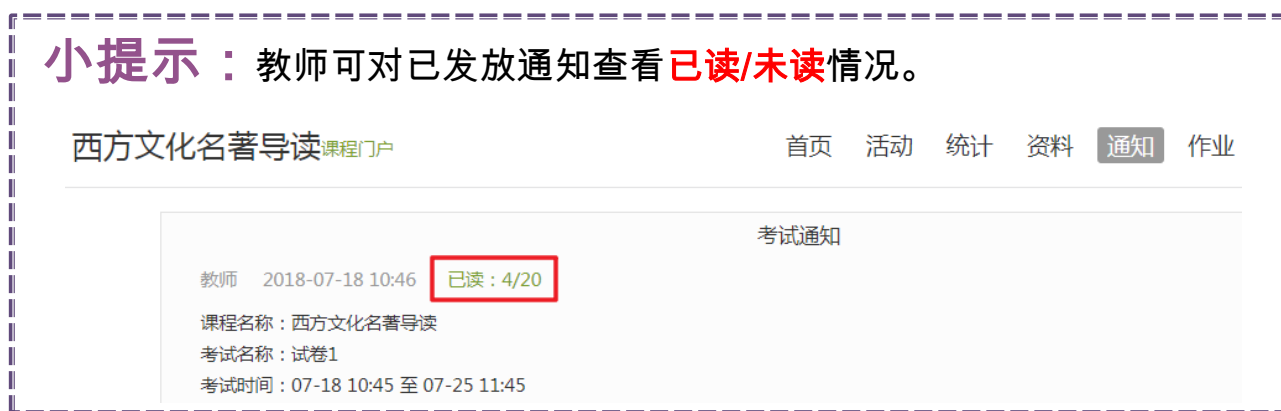 小提示：教师可对已发放通知查看已读/未读情况。
西方文化名著导读课程门户 首页 活动 统计 资料 通知 作业
考试通知
教师 2018-07-18 10:46 已读：4/20
课程名称：西方文化名著导读
考试名称：试卷1
考试时间：07-18 10:45 至 07-25 11:45